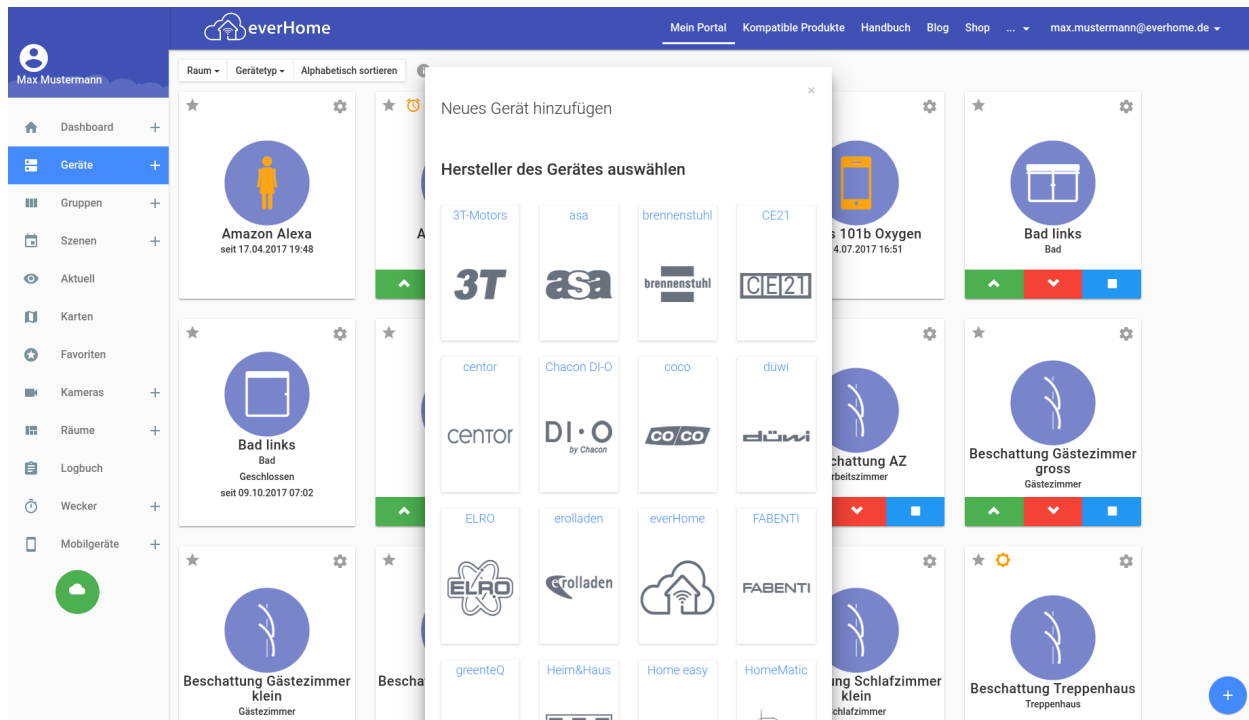 everHome
Mein Portal
Kompatible Produkte
Handbuch
Blog
Shop
...
max.mustermann@everhome.de
Max Mustermann
Dashboard
Geräte
Gruppen
Szenen
Aktuell
Karten
Favoriten
Kameras
Räume
Logbuch
Wecker
Mobilgeräte
Raum
Gerätetyp
Alphabetisch sortieren
Amazon Alexa
seit 17.04.2017 19:48
A
s 101b Oxygen
4.07.2017 16:51
Bad links
Bad
Bad links
Bad
Geschlossen
seit 09.10.2017 07:02
chattung AZ
rbeitszimmer
Beschattung Gästezimmer
gross
Gästezimmer
Beschattung Gästezimmer
klein
Gästezimmer
Bescha
ng Schlafzimmer
klein
chlafzimmer
Beschattung Treppenhaus
Treppenhaus
×
Neues Gerät hinzufügen
Hersteller des Gerätes auswählen
3T-Motors
3T
asa
asa
brennenstuhl
brennenstuhl
CE21
CE21
centor
CENTOR
Chacon DI-O
DI·O
by Chacon
coco
CO/CO
düwi
düwi
ELRO
ELRO
erolladen
erolladen
everHome
FABENTI
FABENTI
greenteQ
Heim&Haus
Home easy
HomeMatic